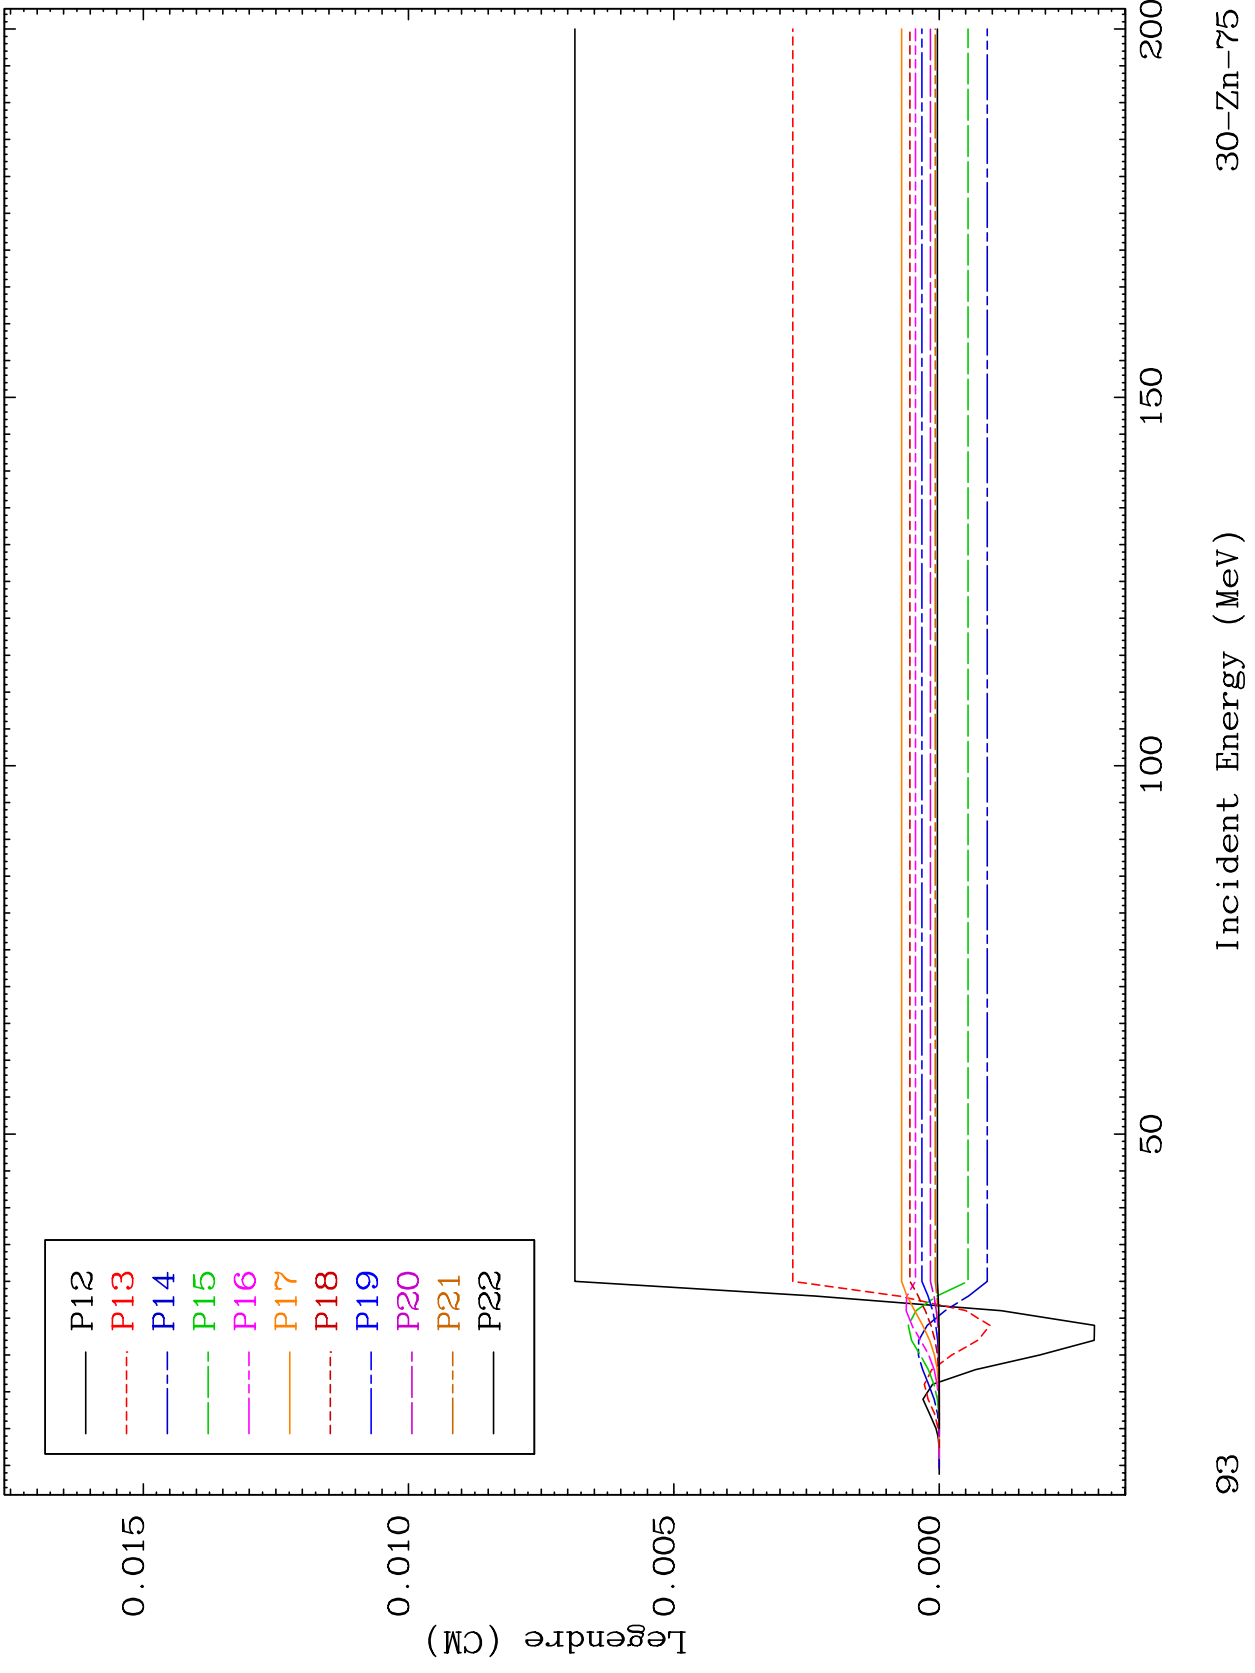 P12
P13
P14
P15
P16
P17
P18
P19
P20
P21
P22
0.015
0.010
0.005
0.000
Legendre (CM)
50
100
150
200
Incident Energy (MeV)
93
30-Zn-75